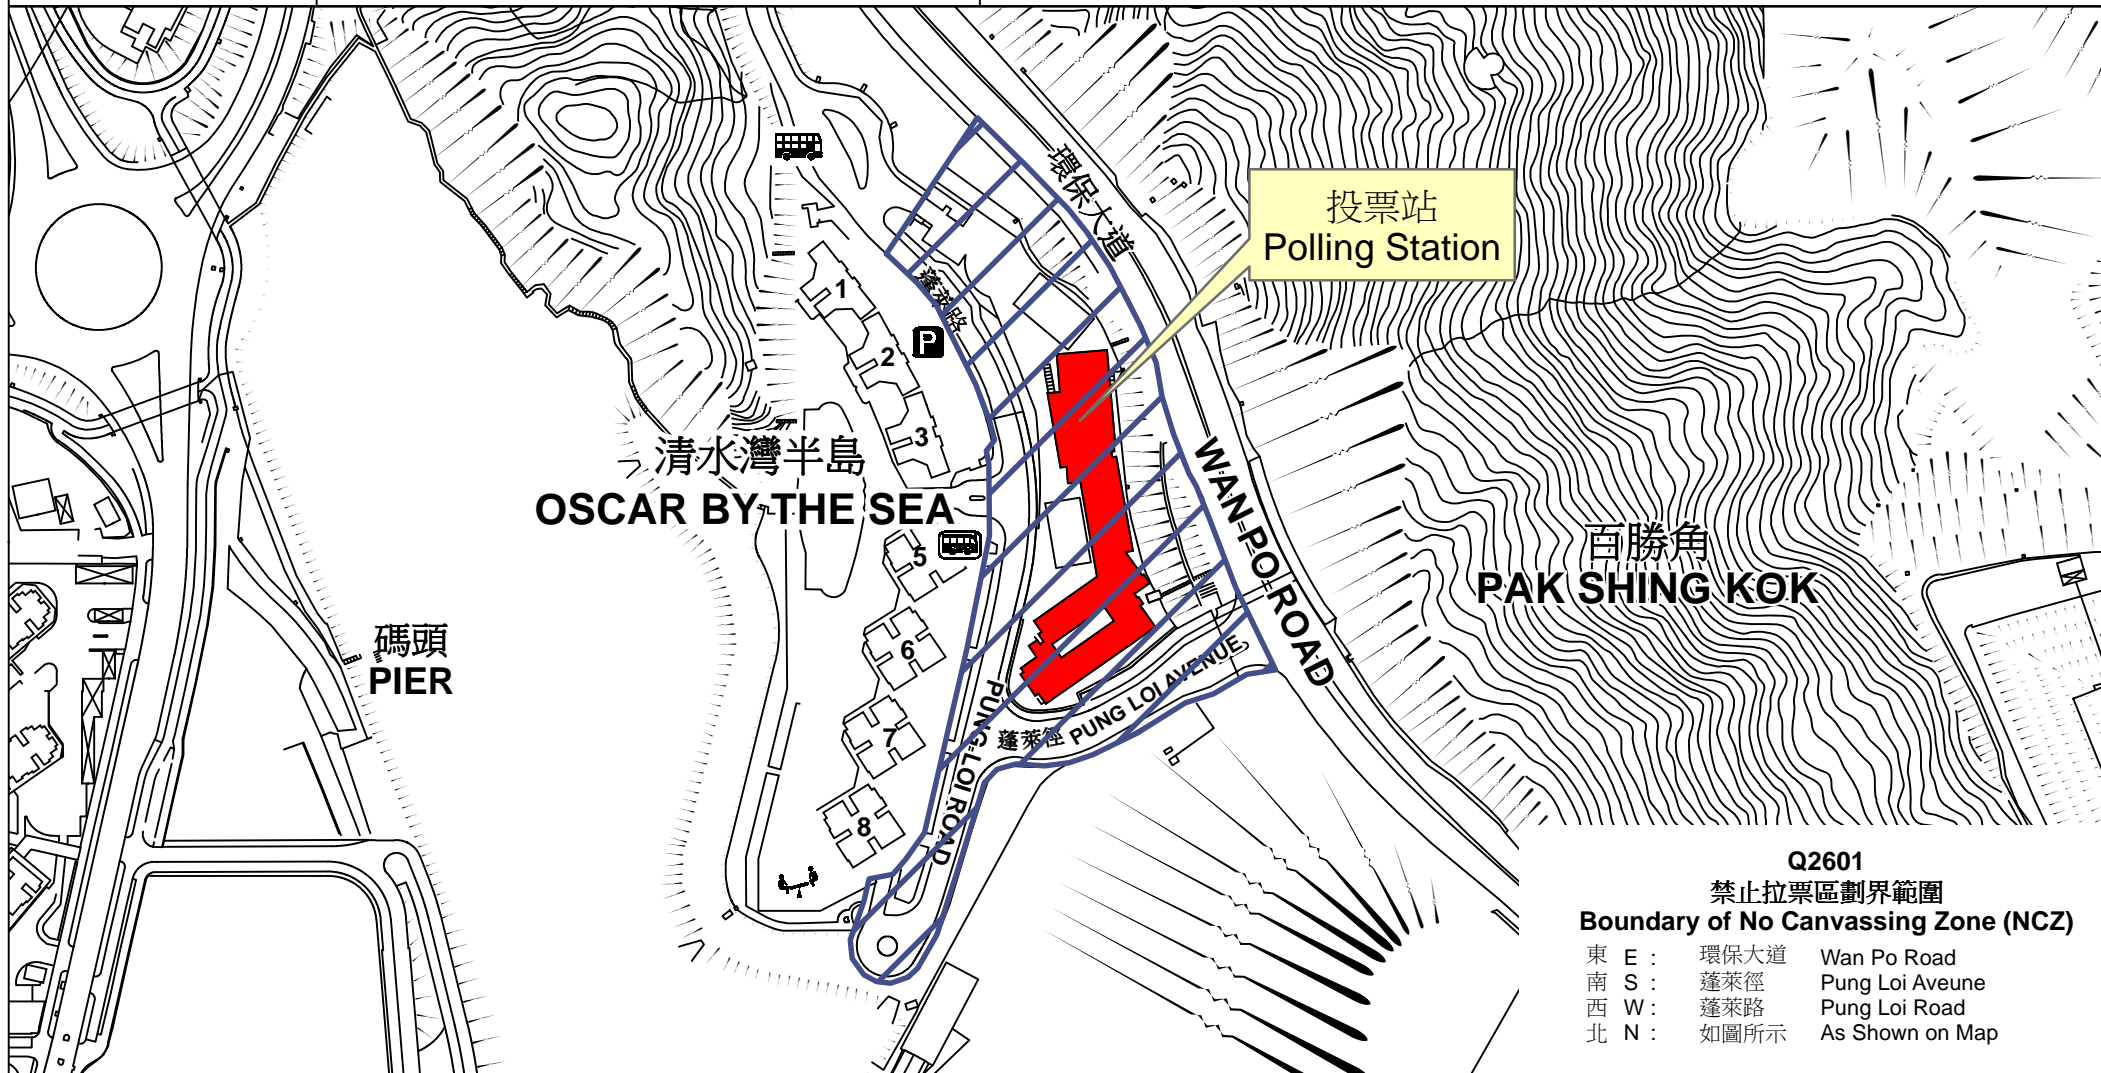 環保大道
投票站
Polling Station
蓬萊路
1
2
P
3
清水灣半島
OSCAR BY THE SEA
WAN PO ROAD
百勝角
PAK SHING KOK
5
6
碼頭
PIER
7
PUNG LOI ROAD
蓬萊徑 PUNG LOI AVENUE
8
Q2601
禁止拉票區劃界範圍
Boundary of No Canvassing Zone (NCZ)
東 E : 環保大道 Wan Po Road
南 S : 蓬萊徑 Pung Loi Aveune
西 W : 蓬萊路 Pung Loi Road
北 N : 如圖所示 As Shown on Map